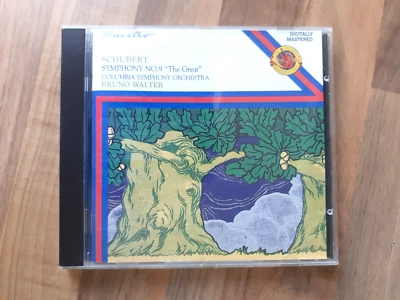 Maestro
DIGITALLY
MASTERED
SCHUBERT
SYMPHONY NO.9 "The Great"
COLUMBIA SYMPHONY ORCHESTRA
BRUNO WALTER